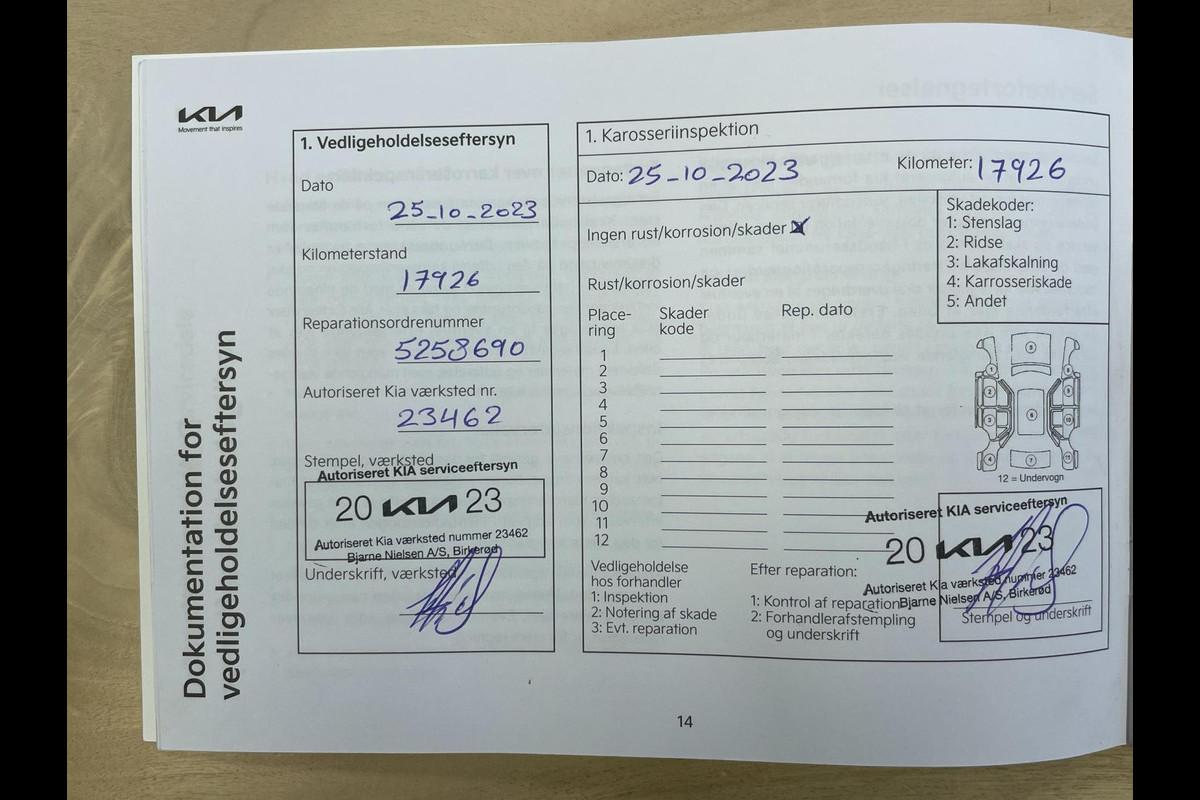 KIA
Movement that inspires
Dokumentation for
vedligeholdelseseftersyn
1. Vedligeholdelseseftersyn
Dato
25-10-2023
Kilometerstand
17926
Reparationsordrenummer
5258690
Autoriseret Kia værksted nr.
23462
Stempel, værksted
Autoriseret KIA serviceeftersyn
20 KIA 23
Autoriseret Kia værksted nummer 23462
Bjarne Nielsen A/S, Birkerød
Underskrift, værksted
1. Karosseriinspektion
Dato: 25-10-2023 Kilometer: 17926
Ingen rust/korrosion/skader
Rust/korrosion/skader
Place-
ring
Skader
kode
Rep. dato
1
2
3
4
5
6
7
8
9
10
11
12
Skadekoder:
1: Stenslag
2: Ridse
3: Lakafskalning
4: Karrosseriskade
5: Andet
12 = Undervogn
Vedligeholdelse
hos forhandler
1: Inspektion
2: Notering af skade
3: Evt. reparation
Efter reparation:
1: Kontrol af reparation
2: Forhandlerafstempling
og underskrift
Autoriseret KIA serviceeftersyn
20 KIA 23
Autoriseret Kia værksted nummer 23462
Bjarne Nielsen A/S, Birkerød
Stempel og underskrift
14